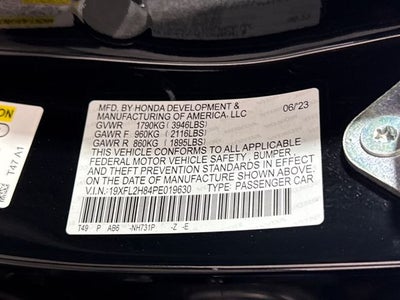 MFD. BY HONDA DEVELOPMENT & 06/23
MANUFACTURING OF AMERICA, LLC
GVWR 1790KG (3946LBS)
GAWR F 960KG (2116LBS)
GAWR R 860KG (1895LBS)
THIS VEHICLE CONFORMS TO ALL APPLICABLE
FEDERAL MOTOR VEHICLE SAFETY, BUMPER
AND THEFT PREVENTION STANDARDS IN EFFECT
ON THE DATE OF MANUFACTURE SHOWN ABOVE
V.I.N.:19XFL2H84PE019630 TYPE: PASSENGER CAR
T49 P AB6 -NH731P -Z -E
T47 A1